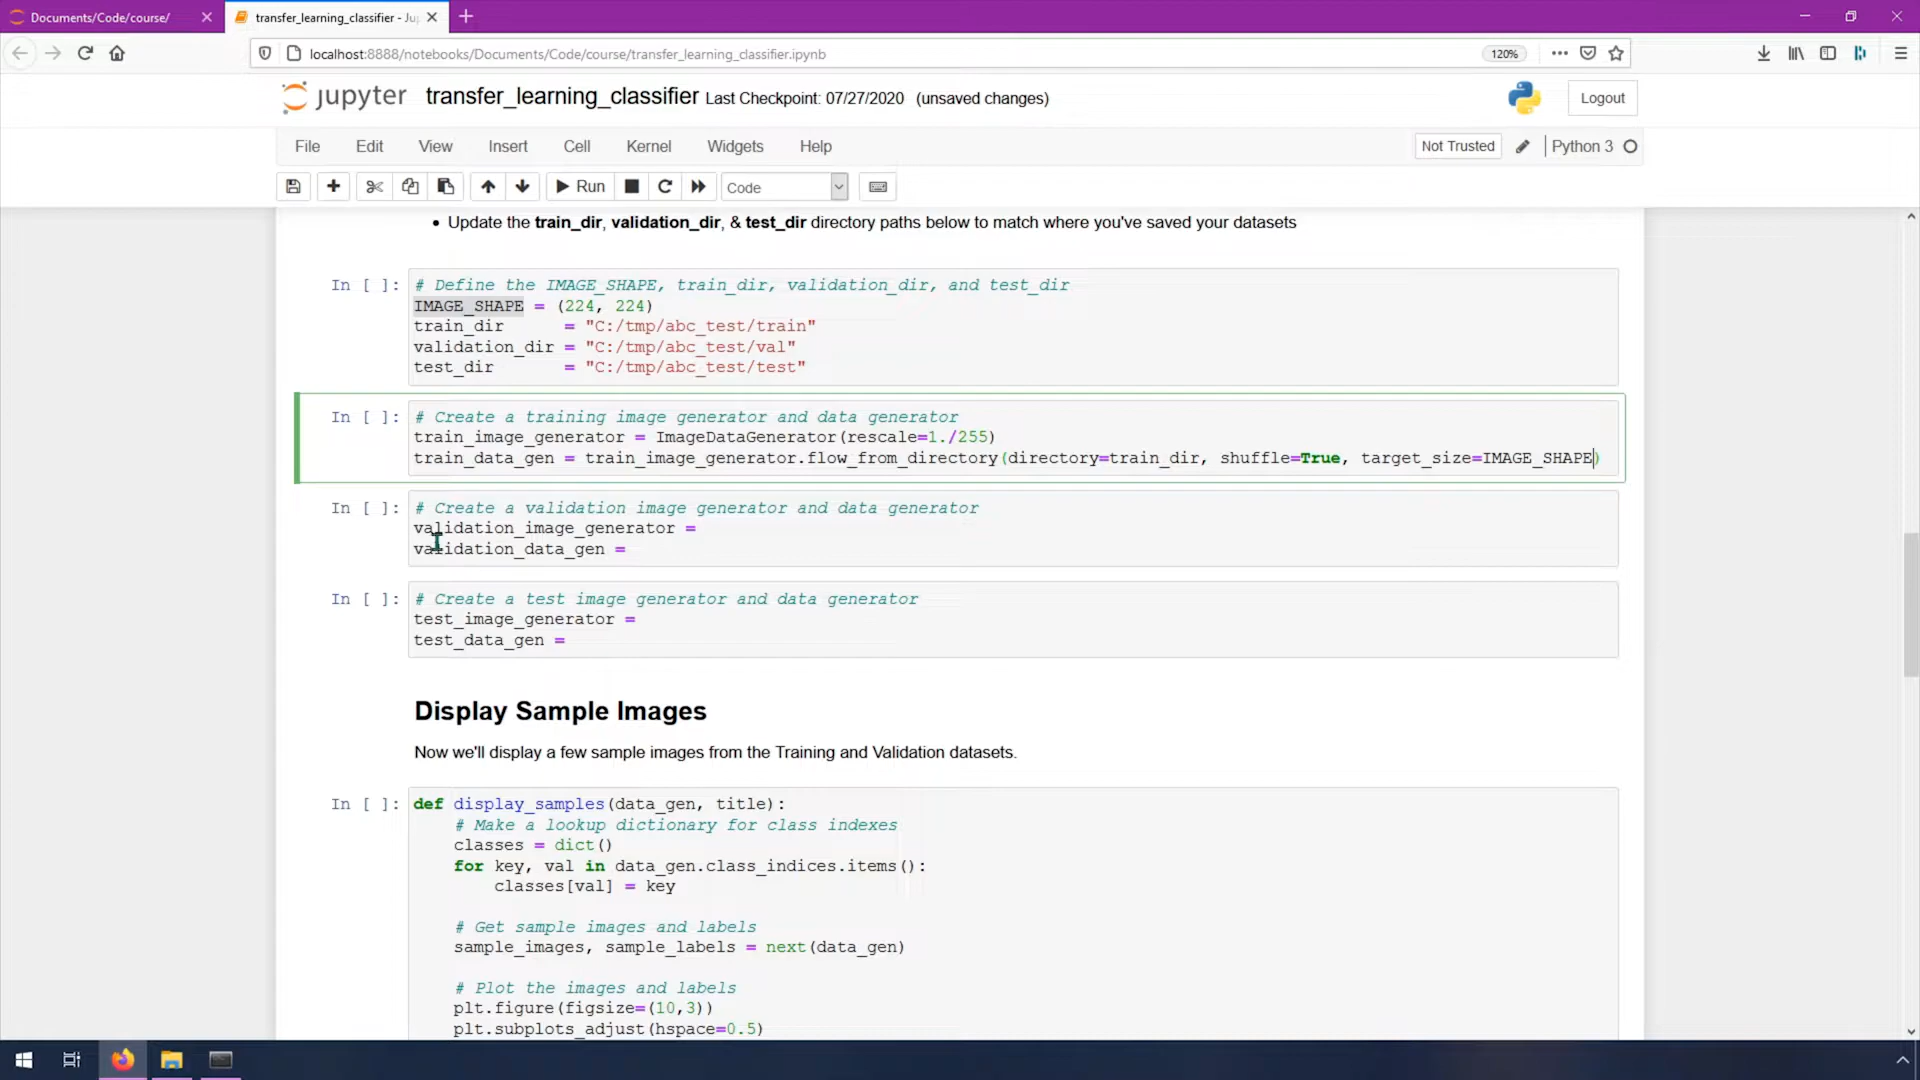 Documents/Code/course/
transfer_learning_classifier - Ju
localhost:8888/notebooks/Documents/Code/course/transfer_learning_classifier.ipynb
120%
jupyter transfer_learning_classifier Last Checkpoint: 07/27/2020 (unsaved changes)
Logout
File Edit View Insert Cell Kernel Widgets Help
Not Trusted
Python 3
Run
Code
• Update the train_dir, validation_dir, & test_dir directory paths below to match where you've saved your datasets
In [ ]: # Define the IMAGE_SHAPE, train_dir, validation_dir, and test_dir
IMAGE_SHAPE = (224, 224)
train_dir      = "C:/tmp/abc_test/train"
validation_dir = "C:/tmp/abc_test/val"
test_dir       = "C:/tmp/abc_test/test"
In [ ]: # Create a training image generator and data generator
train_image_generator = ImageDataGenerator(rescale=1./255)
train_data_gen = train_image_generator.flow_from_directory(directory=train_dir, shuffle=True, target_size=IMAGE_SHAPE)
In [ ]: # Create a validation image generator and data generator
validation_image_generator =
validation_data_gen =
In [ ]: # Create a test image generator and data generator
test_image_generator =
test_data_gen =
Display Sample Images
Now we'll display a few sample images from the Training and Validation datasets.
In [ ]: def display_samples(data_gen, title):
    # Make a lookup dictionary for class indexes
    classes = dict()
    for key, val in data_gen.class_indices.items():
        classes[val] = key
    # Get sample images and labels
    sample_images, sample_labels = next(data_gen)
    # Plot the images and labels
    plt.figure(figsize=(10,3))
    plt.subplots_adjust(hspace=0.5)